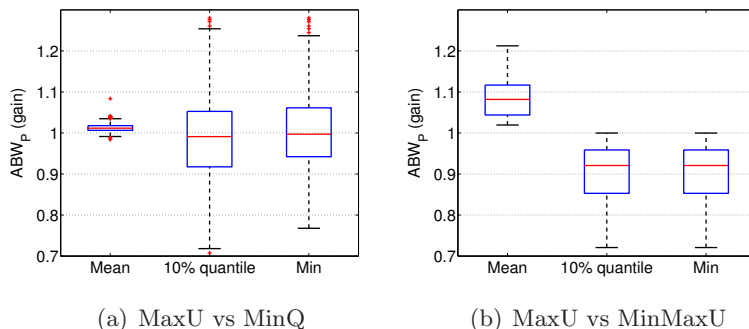 ABW_P (gain)
1.2
1.1
1
0.9
0.8
0.7
Mean 10% quantile Min
(a) MaxU vs MinQ
ABW_P (gain)
1.2
1.1
1
0.9
0.8
0.7
Mean 10% quantile Min
(b) MaxU vs MinMaxU